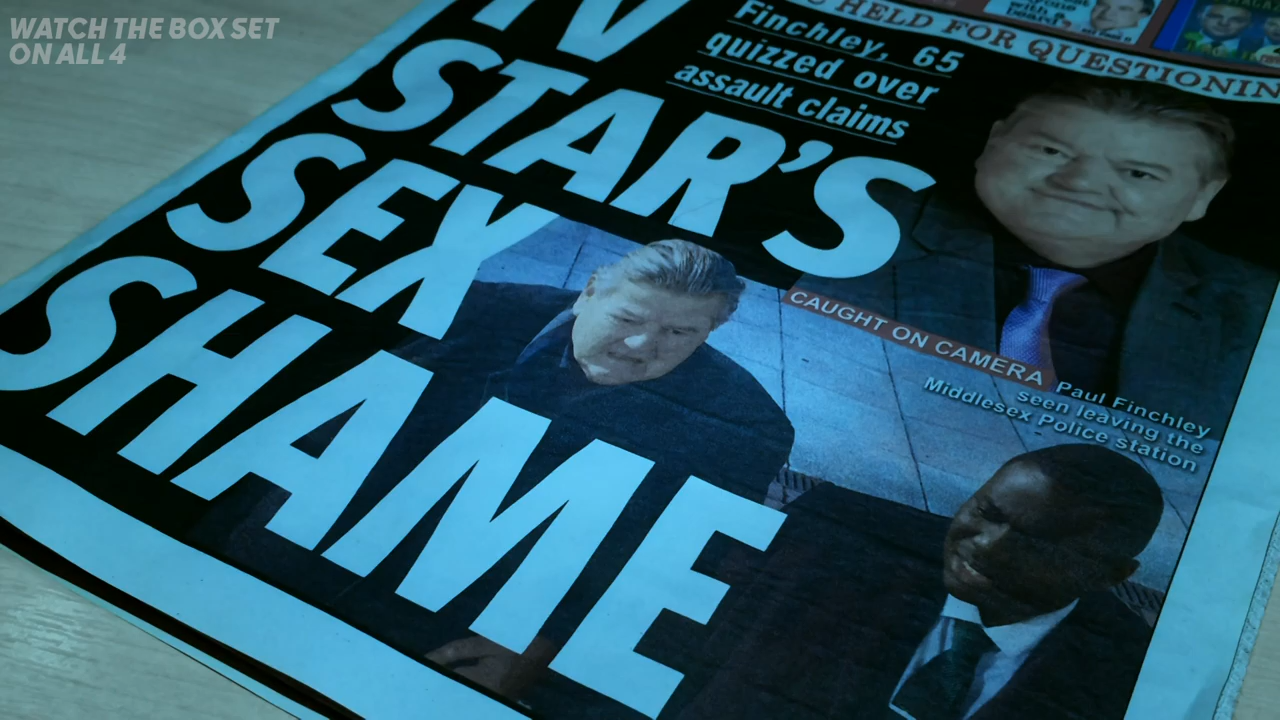 WATCH THE BOX SET
ON ALL 4
HELD FOR QUESTIONIN
Finchley, 65
quizzed over
assault claims
TV
STAR'S
SEX
SHAME
CAUGHT ON CAMERA
Paul Finchley
seen leaving the
Middlesex Police station